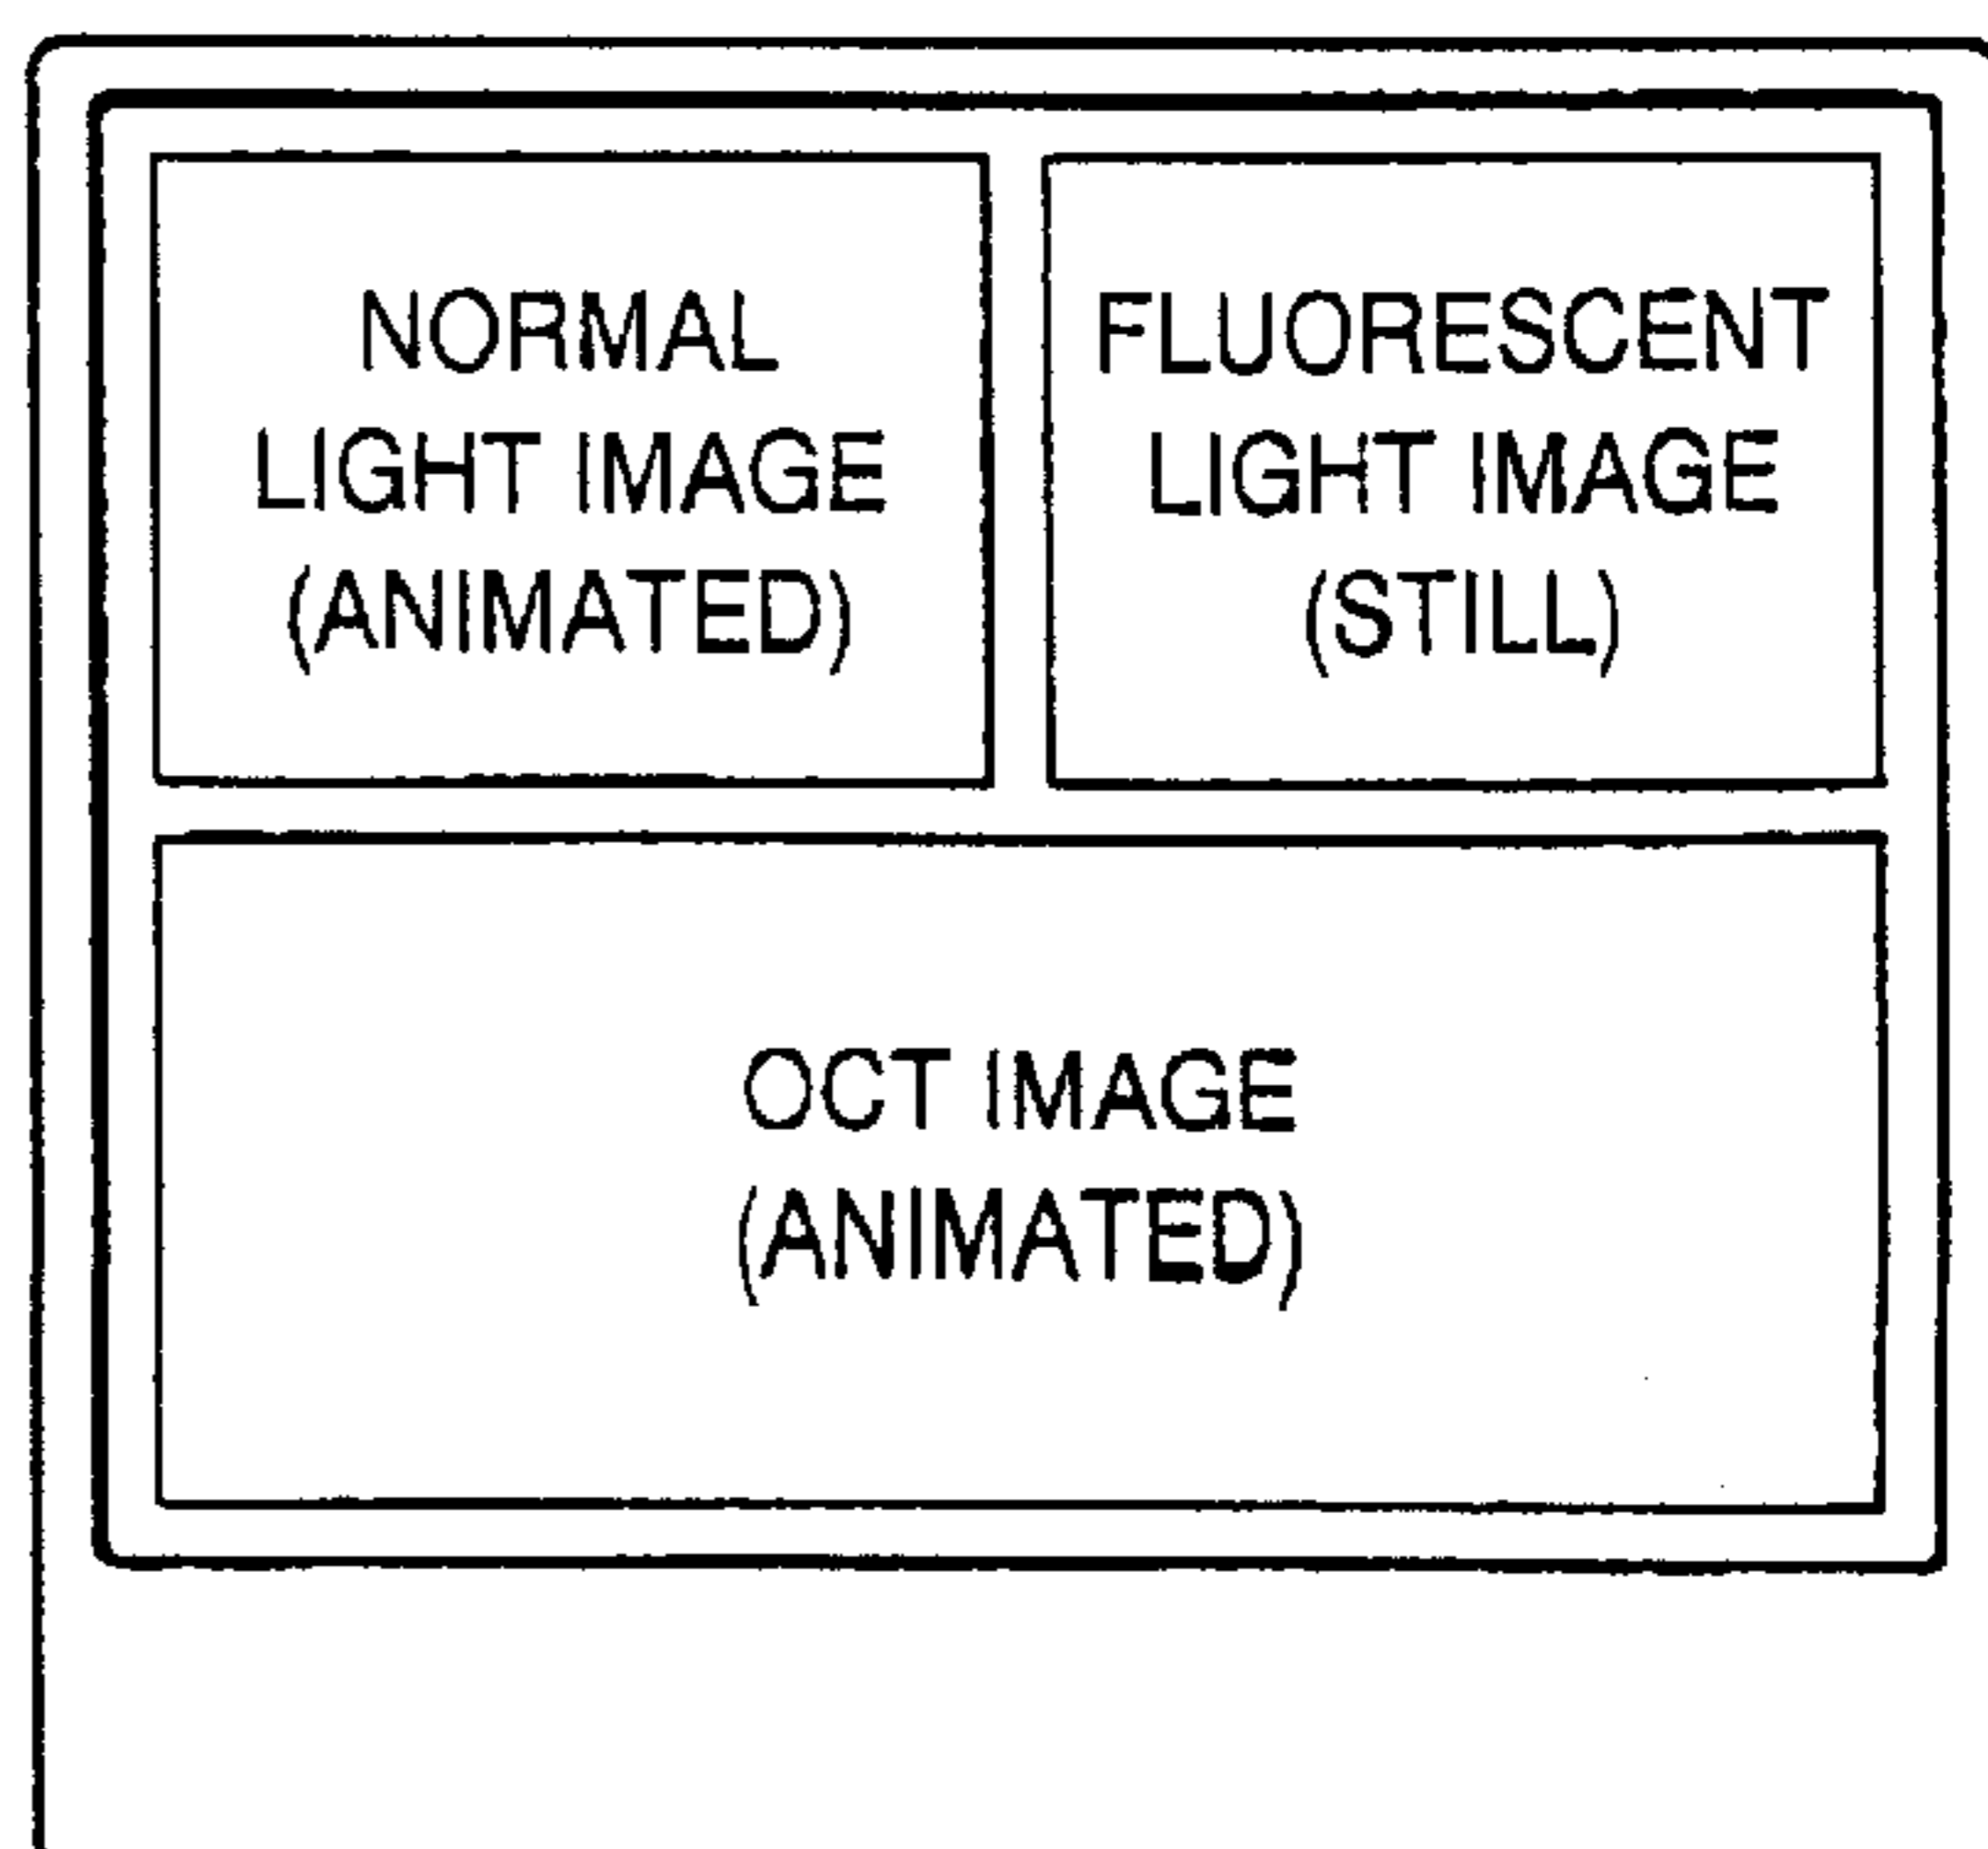 NORMAL
LIGHT IMAGE
(ANIMATED)
FLUORESCENT
LIGHT IMAGE
(STILL)
OCT IMAGE
(ANIMATED)